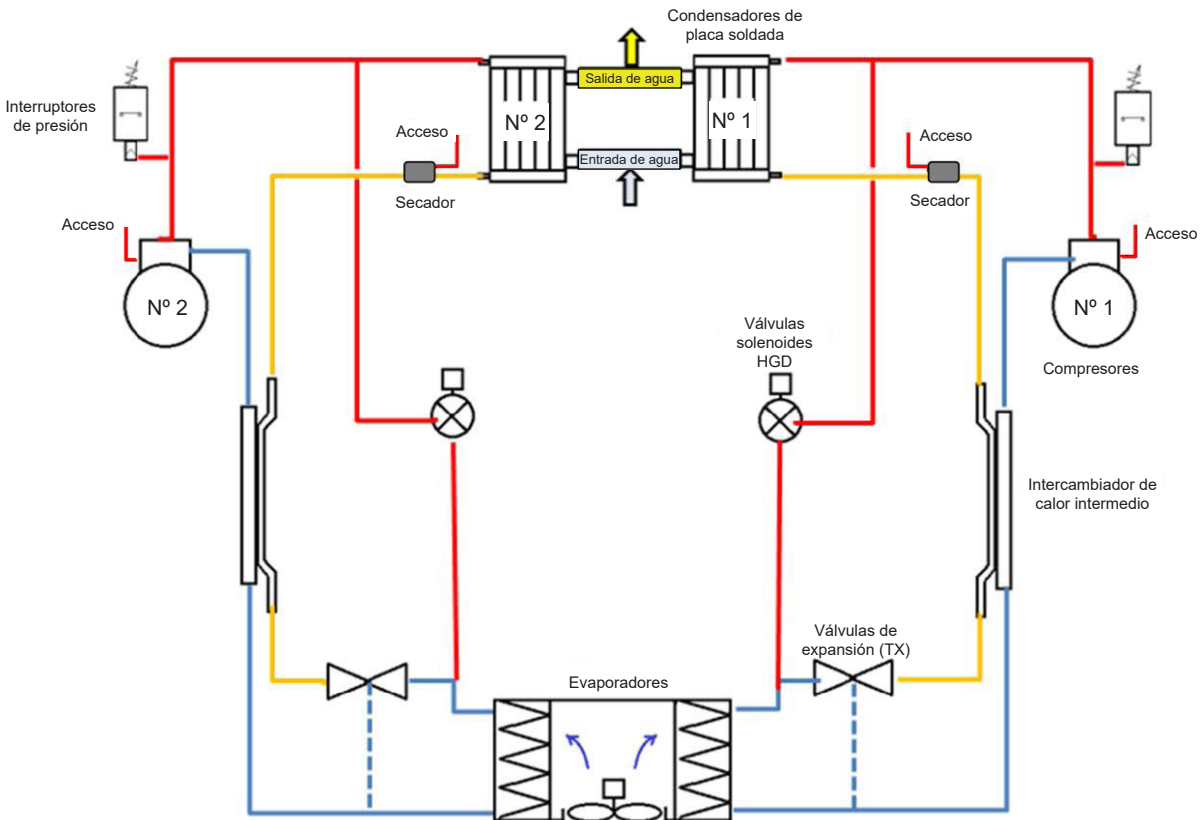 Condensadores de
placa soldada
Interruptores
de presión
Salida de agua
Nº 2
Nº 1
Acceso
Acceso
Entrada de agua
Secador
Secador
Acceso
Acceso
Nº 2
Nº 1
Válvulas
solenoides
HGD
Compresores
Intercambiador de
calor intermedio
Válvulas de
expansión (TX)
Evaporadores